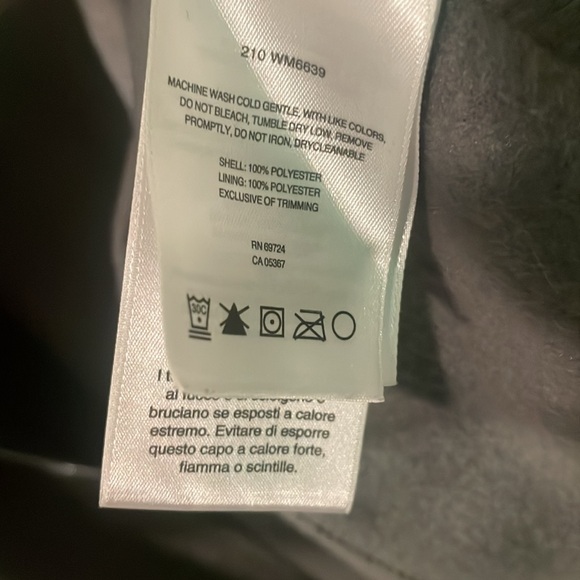 210 WM6639
MACHINE WASH COLD GENTLE, WITH LIKE COLORS,
DO NOT BLEACH, TUMBLE DRY LOW, REMOVE
PROMPTLY, DO NOT IRON, DRYCLEANABLE
SHELL: 100% POLYESTER
LINING: 100% POLYESTER
EXCLUSIVE OF TRIMMING
RN 69724
CA 05367
30C
al
bruciano se esposti a calore
estremo. Evitare di esporre
questo capo a calore forte,
fiamma o scintille.